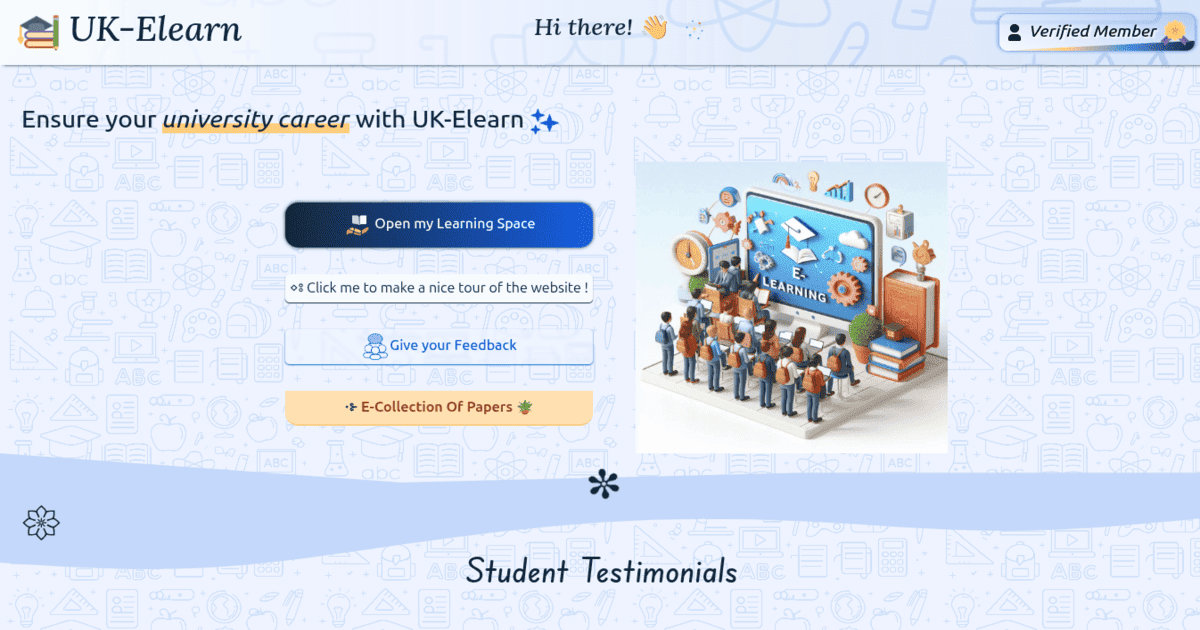 UK-Elearn
Hi there! 👋
Verified Member
Ensure your university career with UK-Elearn
Open my Learning Space
Click me to make a nice tour of the website !
Give your Feedback
E-Collection Of Papers
E-
LEARNING
Student Testimonials